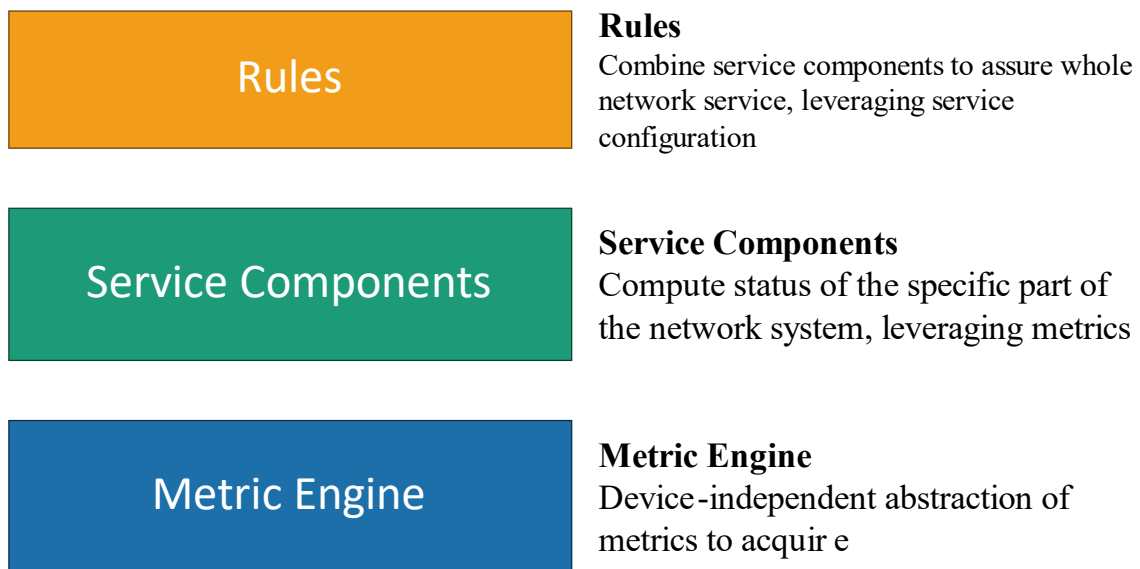 Rules
Rules
Combine service components to assure whole
network service, leveraging service
configuration
Service Components
Service Components
Compute status of the specific part of
the network system, leveraging metrics
Metric Engine
Metric Engine
Device-independent abstraction of
metrics to acquir e